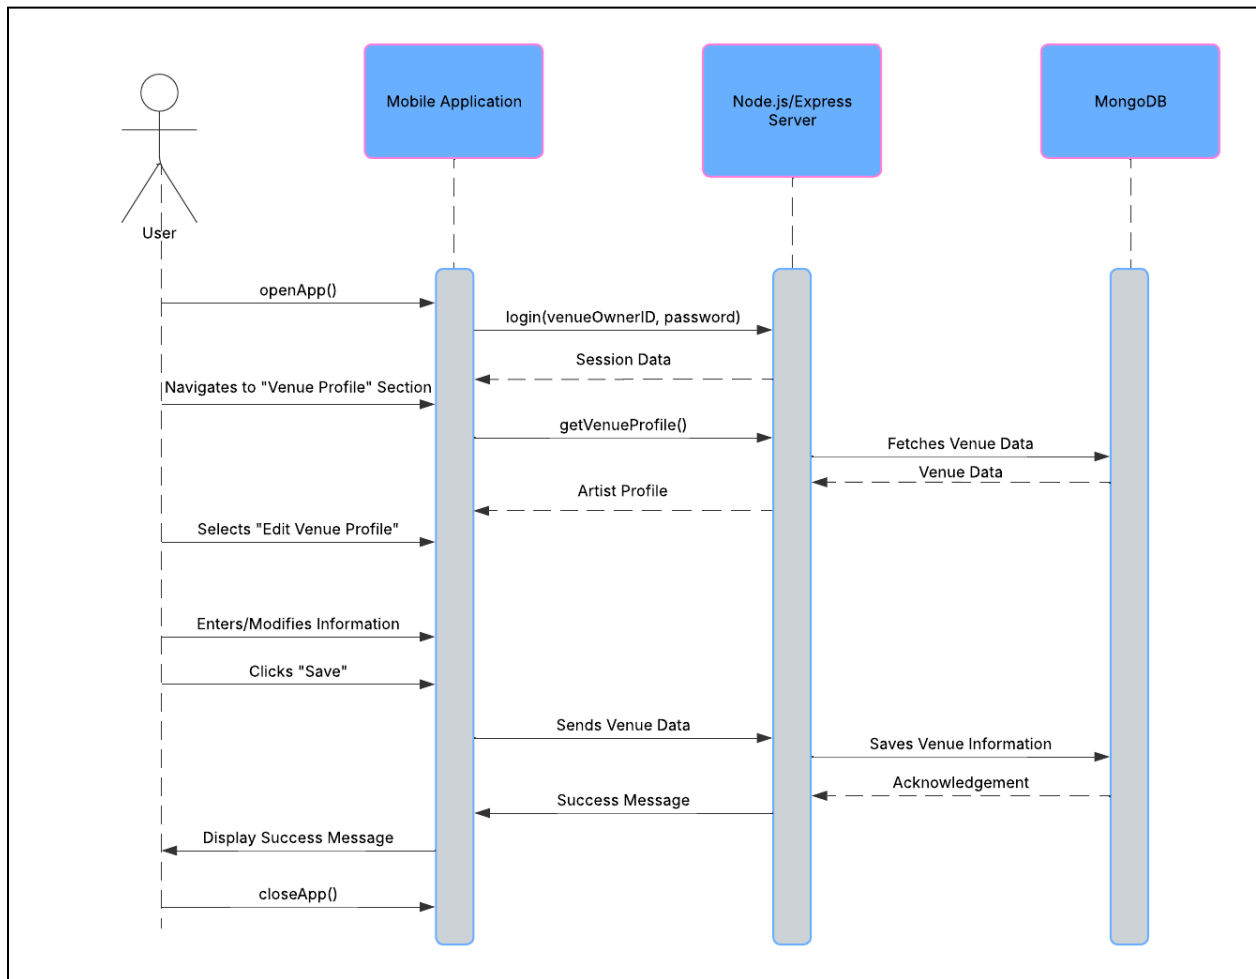 Mobile Application
Node.js/Express
Server
MongoDB
User
openApp()
login(venueOwnerID, password)
Session Data
Navigates to "Venue Profile" Section
getVenueProfile()
Fetches Venue Data
Venue Data
Artist Profile
Selects "Edit Venue Profile"
Enters/Modifies Information
Clicks "Save"
Sends Venue Data
Saves Venue Information
Acknowledgement
Success Message
Display Success Message
closeApp()